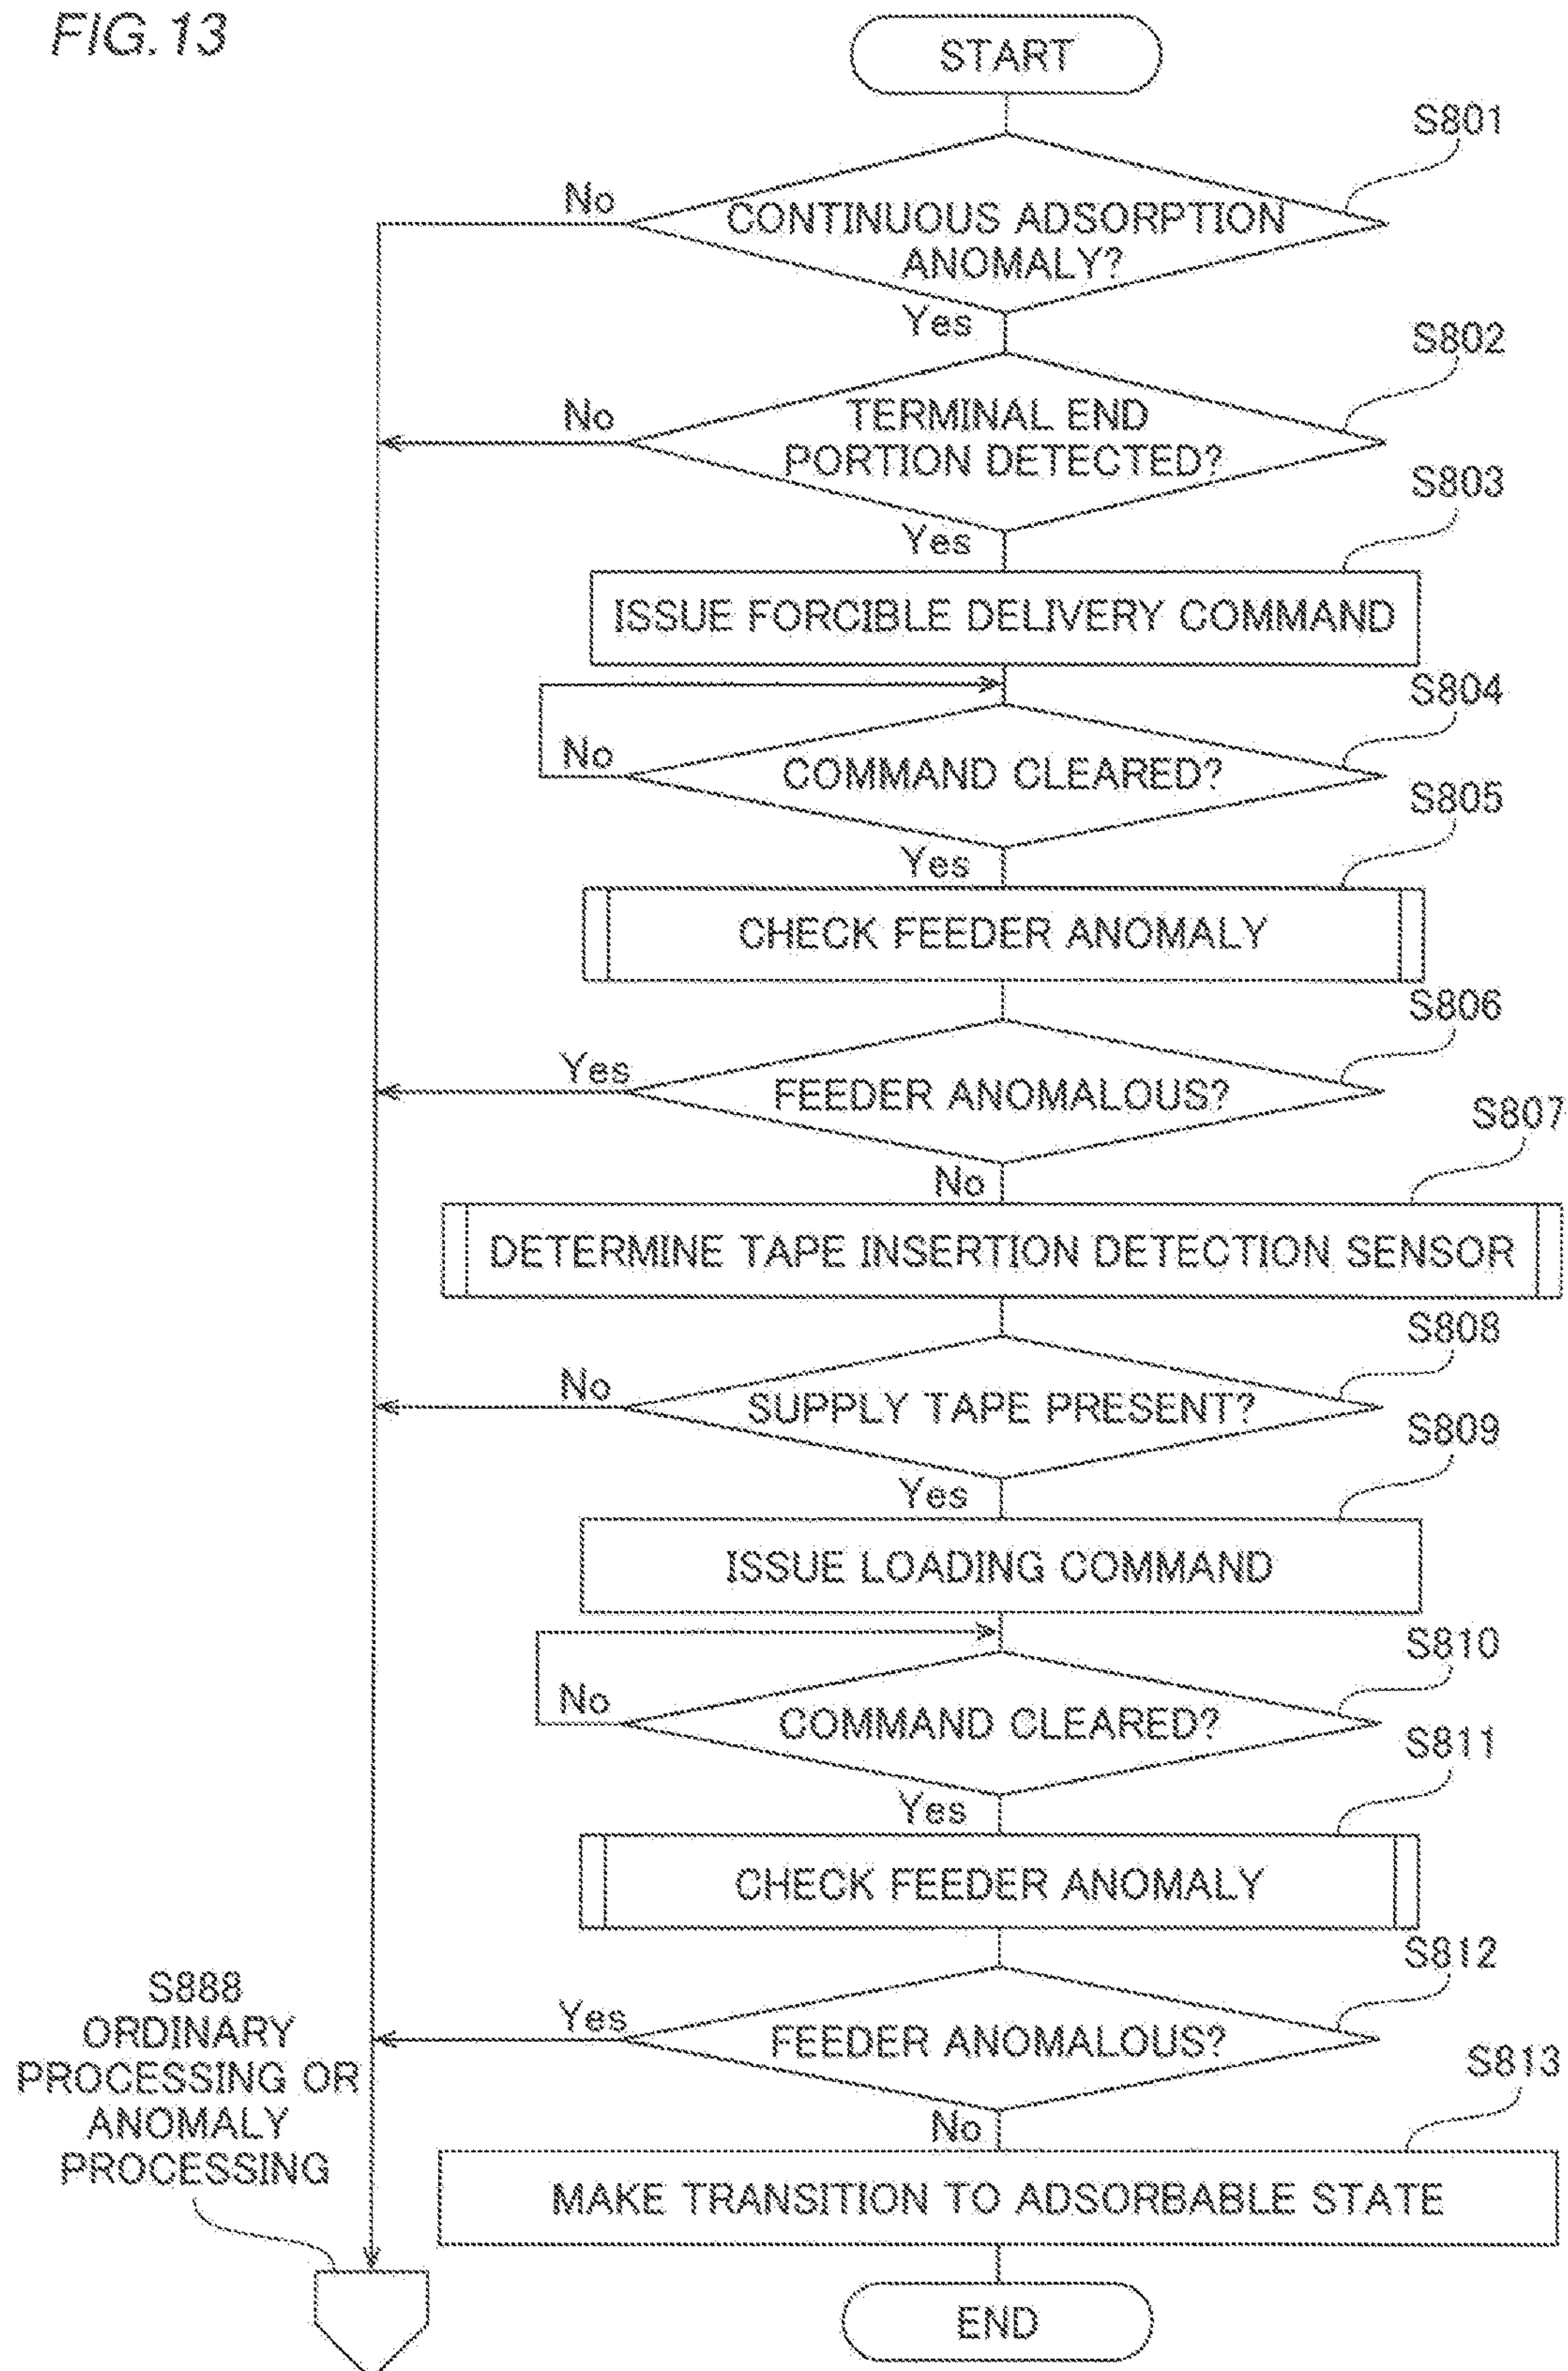 FIG. 13
START
S801
No
CONTINUOUS ADSORPTION
ANOMALY?
Yes
S802
No
TERMINAL END
PORTION DETECTED?
S803
Yes
ISSUE FORCIBLE DELIVERY COMMAND
S804
No
COMMAND CLEARED?
S805
Yes
CHECK FEEDER ANOMALY
S806
Yes
FEEDER ANOMALOUS?
S807
No
DETERMINE TAPE INSERTION DETECTION SENSOR
S808
No
SUPPLY TAPE PRESENT?
S809
Yes
ISSUE LOADING COMMAND
S810
No
COMMAND CLEARED?
S811
Yes
CHECK FEEDER ANOMALY
S812
Yes
FEEDER ANOMALOUS?
S888
ORDINARY
PROCESSING OR
ANOMALY
PROCESSING
S813
No
MAKE TRANSITION TO ADSORBABLE STATE
END